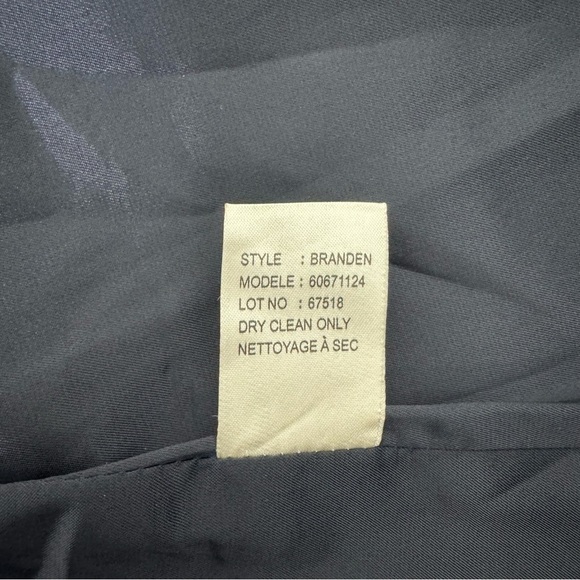 STYLE : BRANDEN
MODELE : 60671124
LOT NO : 67518
DRY CLEAN ONLY
NETTOYAGE À SEC